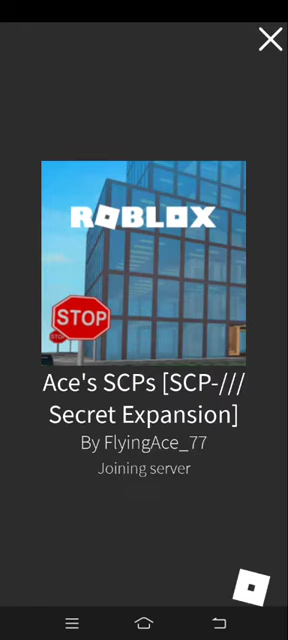 ROBLOX
STOP
Ace's SCPs [SCP-///
Secret Expansion]
By FlyingAce_77
Joining server